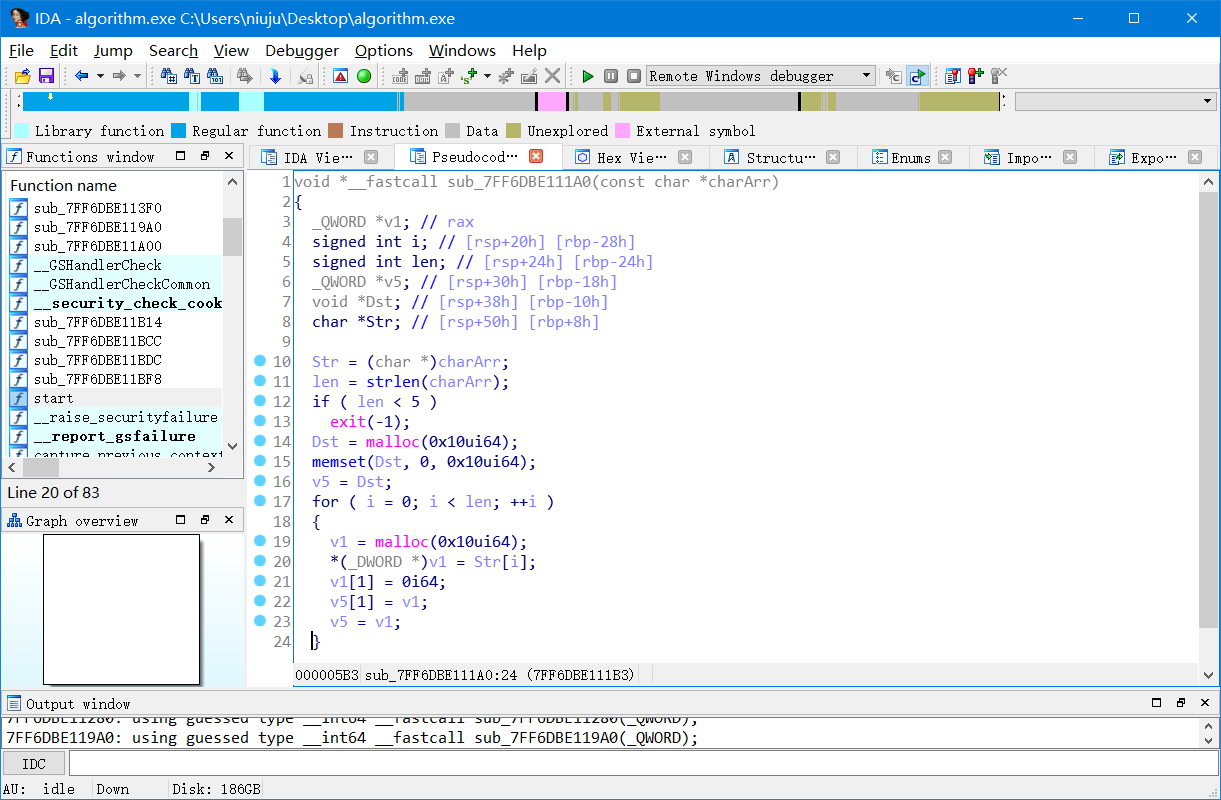 IDA - algorithm.exe C:\Users\niuju\Desktop\algorithm.exe
File Edit Jump Search View Debugger Options Windows Help
Remote Windows debugger
Library function Regular function Instruction Data Unexplored External symbol
Functions window
IDA Vie… Pseudocod… Hex Vie… Structu… Enums Impo… Expo…
Function name
sub_7FF6DBE113F0
sub_7FF6DBE119A0
sub_7FF6DBE11A00
__GSHandlerCheck
__GSHandlerCheckCommon
__security_check_cook
sub_7FF6DBE11B14
sub_7FF6DBE11BCC
sub_7FF6DBE11BDC
sub_7FF6DBE11BF8
start
__raise_securityfailure
__report_gsfailure
capture_previous_context
Line 20 of 83
Graph overview
1 void *__fastcall sub_7FF6DBE111A0(const char *charArr)
2 {
3 _QWORD *v1; // rax
4 signed int i; // [rsp+20h] [rbp-28h]
5 signed int len; // [rsp+24h] [rbp-24h]
6 _QWORD *v5; // [rsp+30h] [rbp-18h]
7 void *Dst; // [rsp+38h] [rbp-10h]
8 char *Str; // [rsp+50h] [rbp+8h]
9
10 Str = (char *)charArr;
11 len = strlen(charArr);
12 if ( len < 5 )
13 exit(-1);
14 Dst = malloc(0x10ui64);
15 memset(Dst, 0, 0x10ui64);
16 v5 = Dst;
17 for ( i = 0; i < len; ++i )
18 {
19 v1 = malloc(0x10ui64);
20 *(_DWORD *)v1 = Str[i];
21 v1[1] = 0i64;
22 v5[1] = v1;
23 v5 = v1;
24 }
000005B3 sub_7FF6DBE111A0:24 (7FF6DBE111B3)
Output window
7FF6DBE11280: using guessed type __int64 __fastcall sub_7FF6DBE11280(_QWORD);
7FF6DBE119A0: using guessed type __int64 __fastcall sub_7FF6DBE119A0(_QWORD);
IDC
AU: idle Down Disk: 186GB